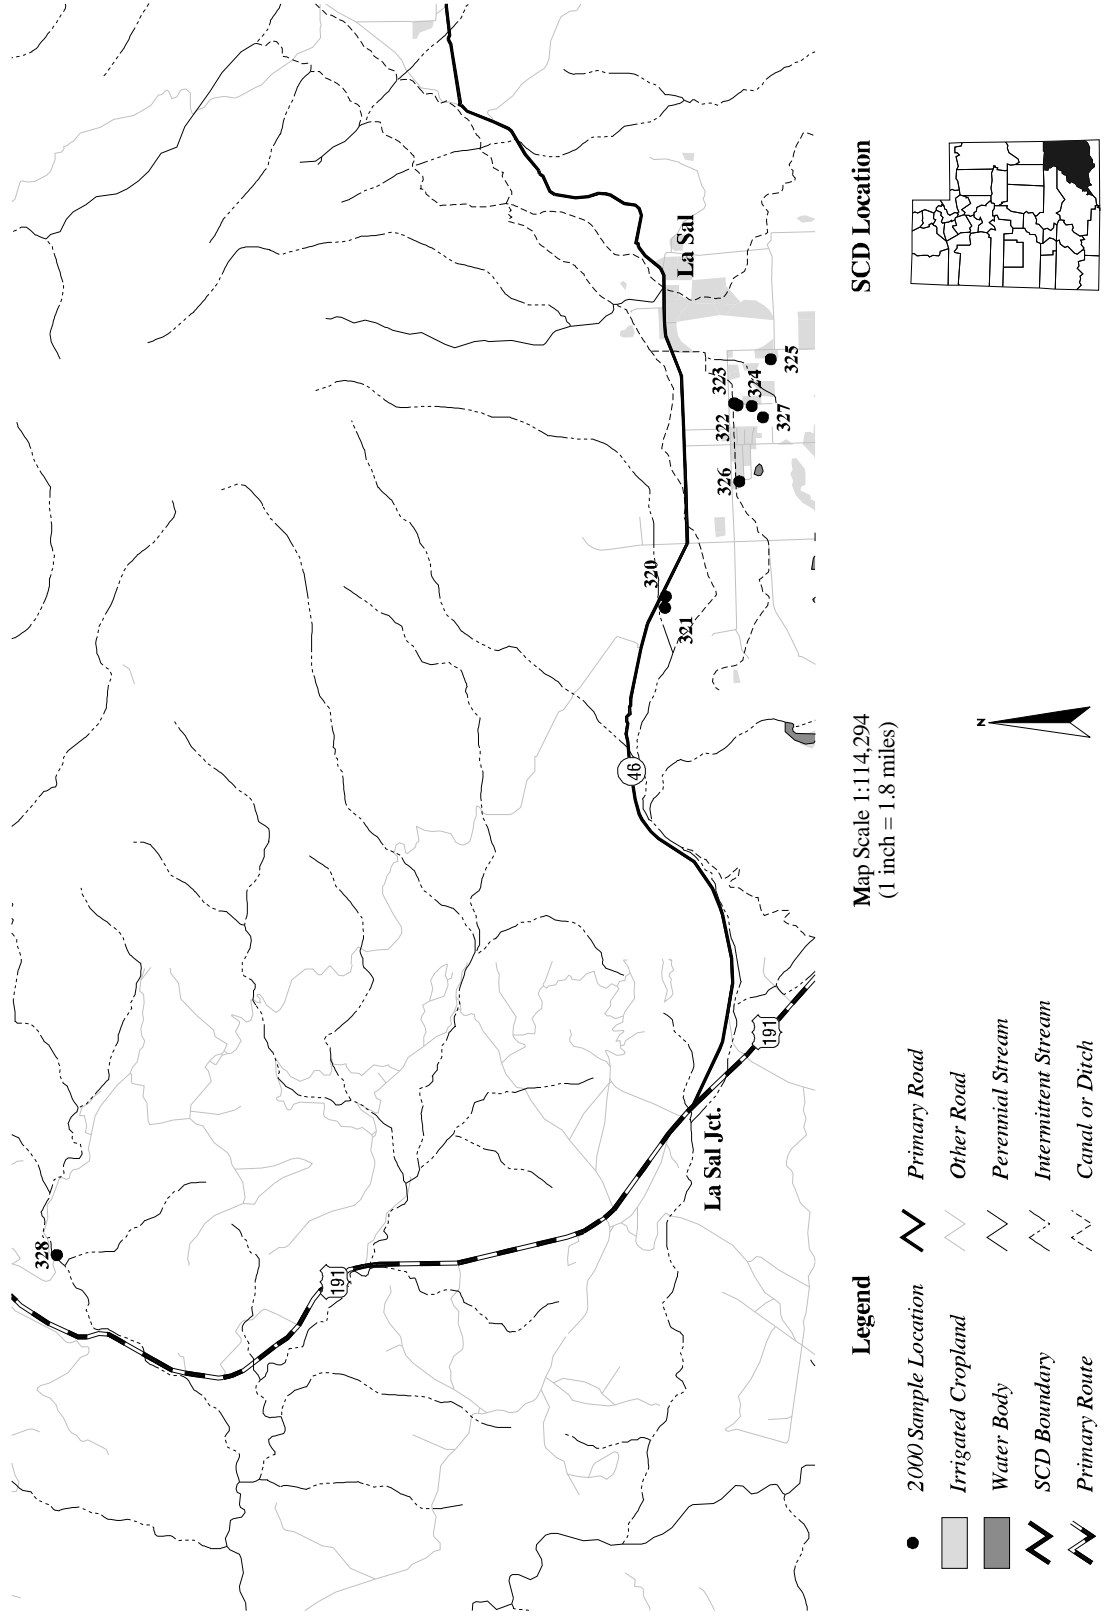 328
191
La Sal Jct.
191
46
321
320
326
322
323
324
327
325
La Sal
Legend
2000 Sample Location
Irrigated Cropland
Water Body
SCD Boundary
Primary Route
Primary Road
Other Road
Perennial Stream
Intermittent Stream
Canal or Ditch
Map Scale 1:114,294
(1 inch = 1.8 miles)
N
SCD Location